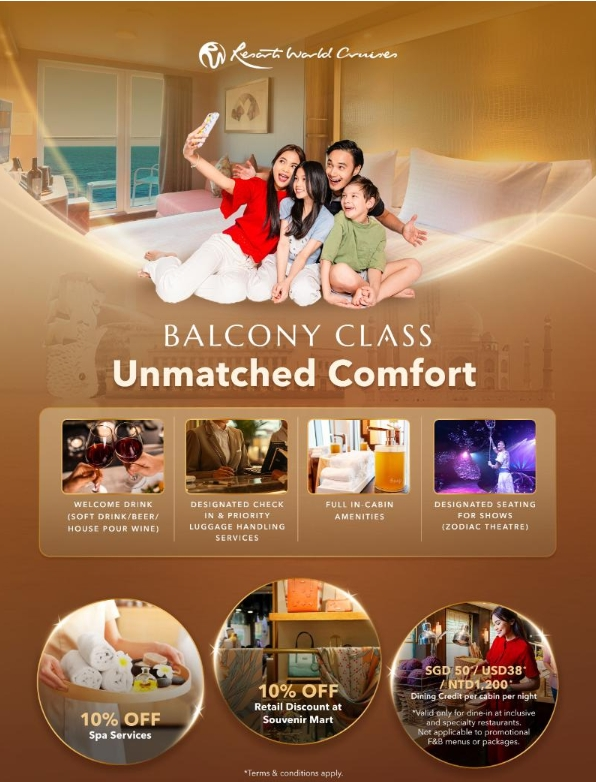 Resorts World Cruises
BALCONY CLASS
Unmatched Comfort
WELCOME DRINK
(SOFT DRINK/BEER/
HOUSE POUR WINE)
DESIGNATED CHECK
IN & PRIORITY
LUGGAGE HANDLING
SERVICES
FULL IN-CABIN
AMENITIES
DESIGNATED SEATING
FOR SHOWS
(ZODIAC THEATRE)
10% OFF
Spa Services
10% OFF
Retail Discount at
Souvenir Mart
SGD 50*/ USD38*
/ NTD1,200*
Dining Credit per cabin per night
*Valid only for dine-in at inclusive
and specialty restaurants.
Not applicable to promotional
F&B menus or packages.
*Terms & conditions apply.